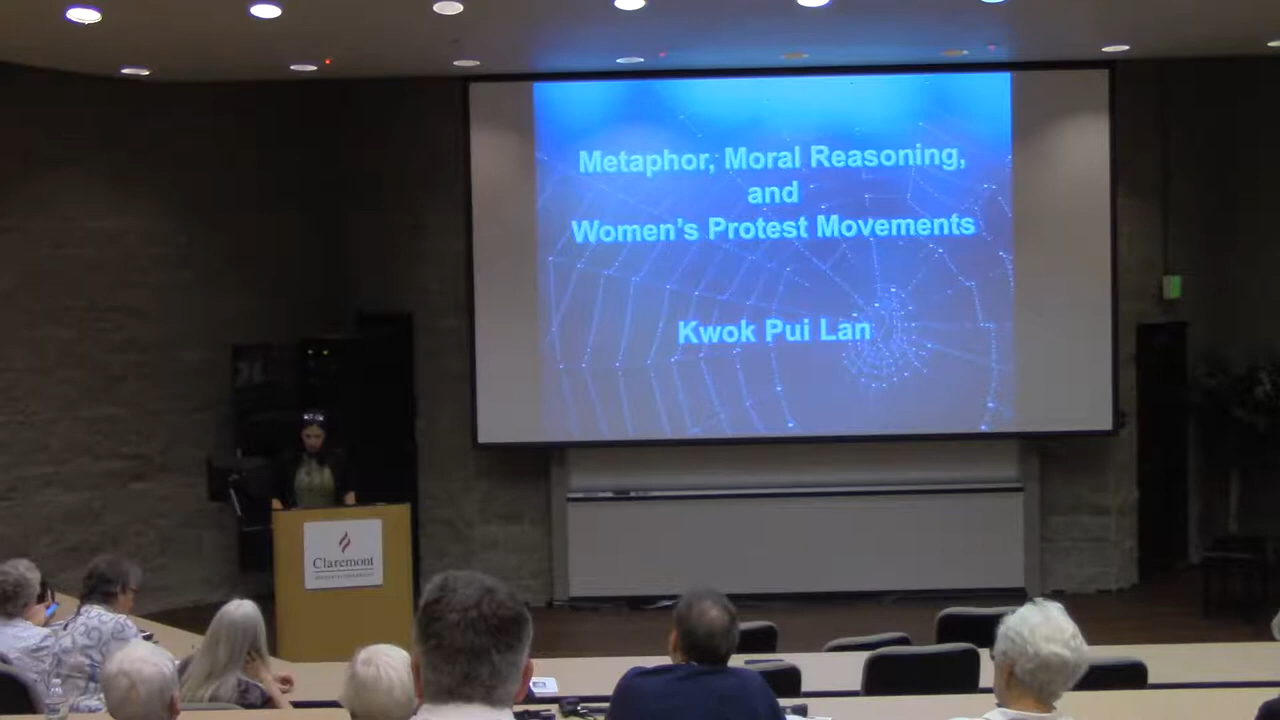 Metaphor, Moral Reasoning,
and
Women's Protest Movements
Kwok Pui Lan
Claremont